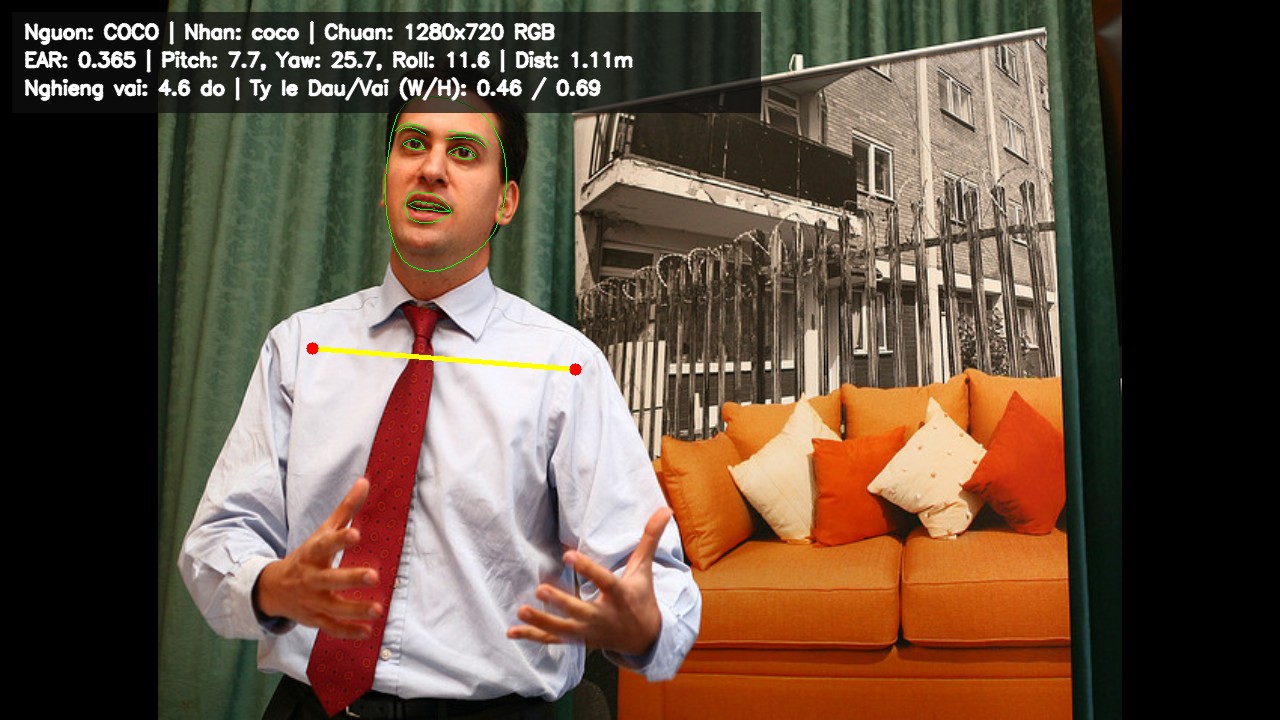 Nguon: COCO | Nhan: coco | Chuan: 1280x720 RGB
EAR: 0.365 | Pitch: 7.7, Yaw: 25.7, Roll: 11.6 | Dist: 1.11m
Nghieng vai: 4.6 do | Ty le Dau/Vai (W/H): 0.46 / 0.69